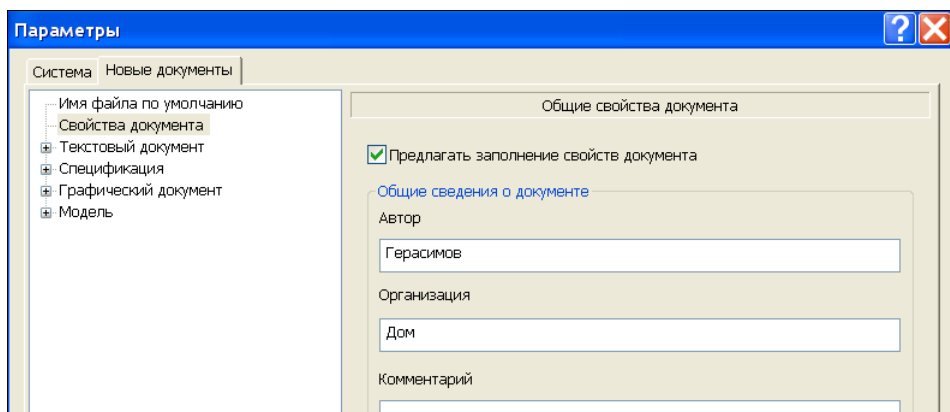 Параметры
Система Новые документы
Имя файла по умолчанию
Свойства документа
Текстовый документ
Спецификация
Графический документ
Модель
Общие свойства документа
Предлагать заполнение свойств документа
Общие сведения о документе
Автор
Герасимов
Организация
Дом
Комментарий